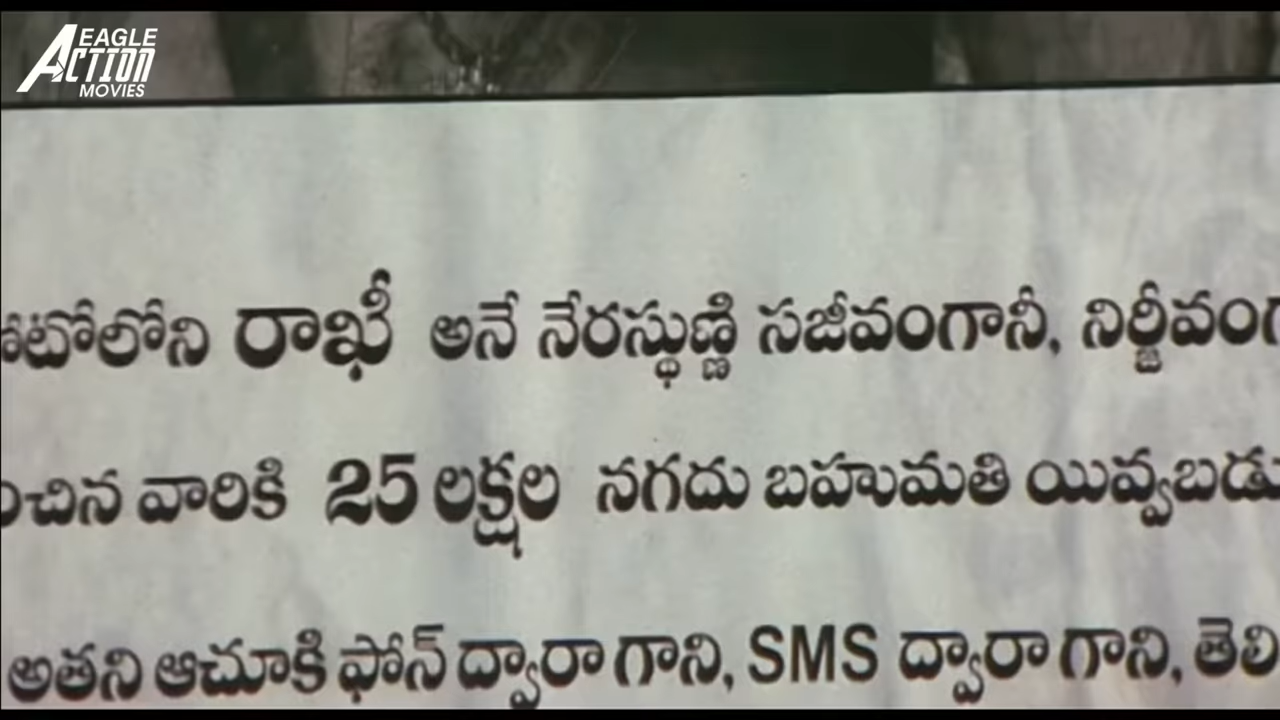 EAGLE
ACTION
MOVIES
ోటోలోని రాఖీ అనే నేరస్థుణ్ణి సజీవంగానీ, నిర్జీవంగ
ంచిన వారికి 25 లక్షల నగదు బహుమతి యివ్వబడు
అతని ఆచూకి ఫోన్ ద్వారా గాని, SMS ద్వారా గాని, తెలి